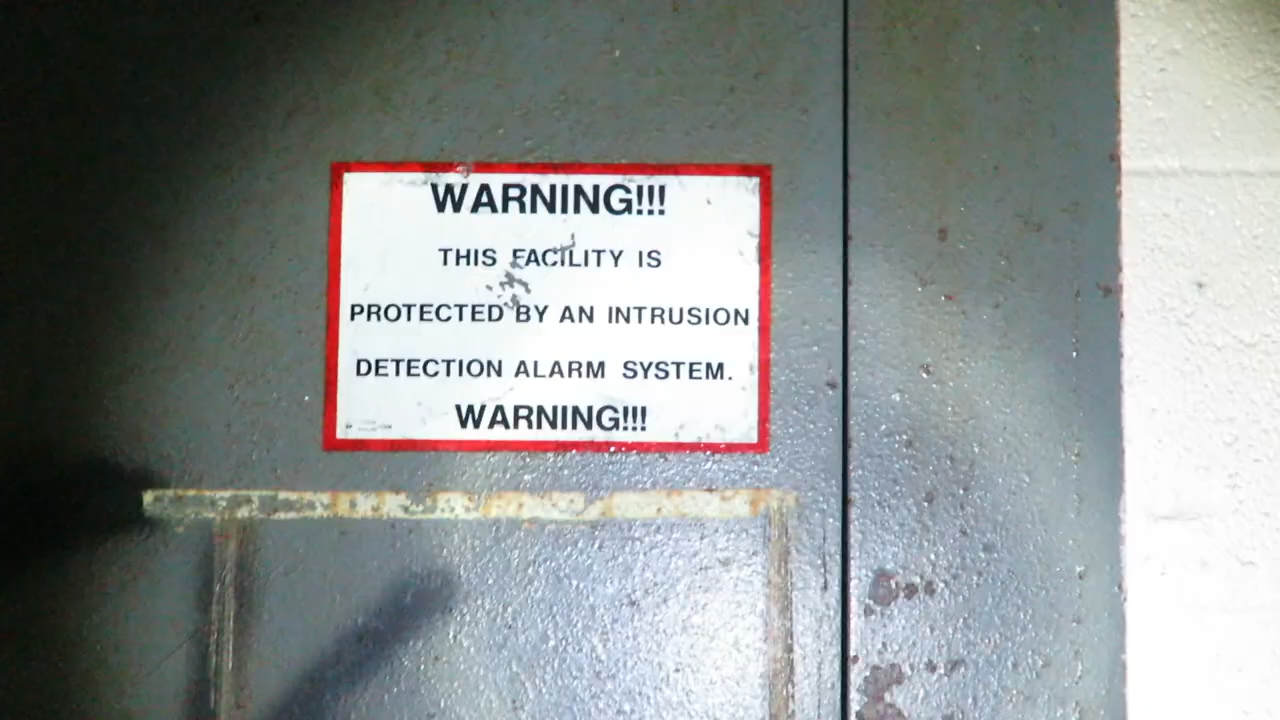 WARNING!!!
THIS FACILITY IS
PROTECTED BY AN INTRUSION
DETECTION ALARM SYSTEM.
WARNING!!!